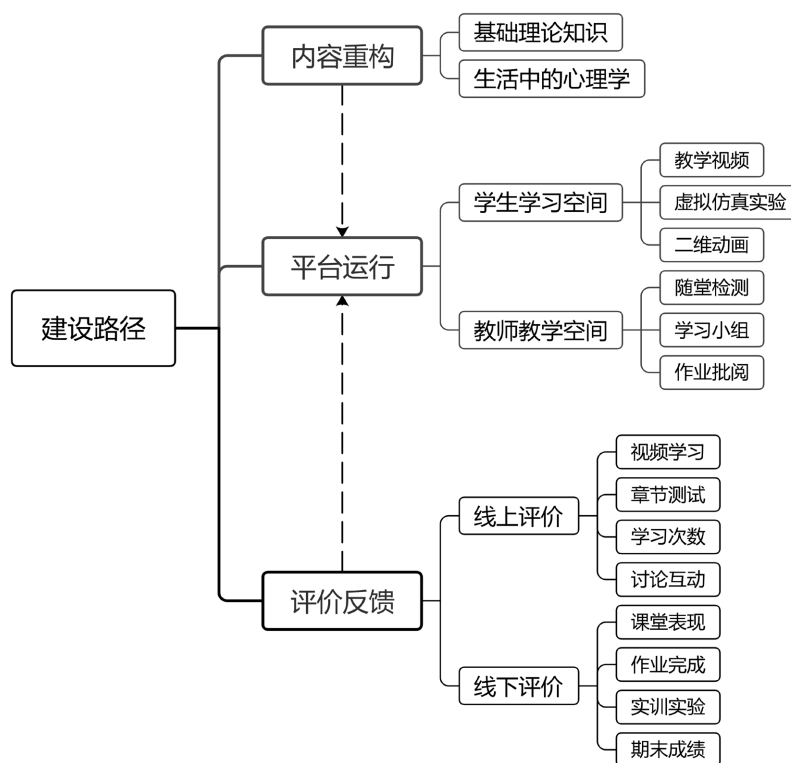 建设路径
内容重构
基础理论知识
生活中的心理学
平台运行
学生学习空间
教学视频
虚拟仿真实验
二维动画
教师教学空间
随堂检测
学习小组
作业批阅
评价反馈
线上评价
视频学习
章节测试
学习次数
讨论互动
线下评价
课堂表现
作业完成
实训实验
期末成绩